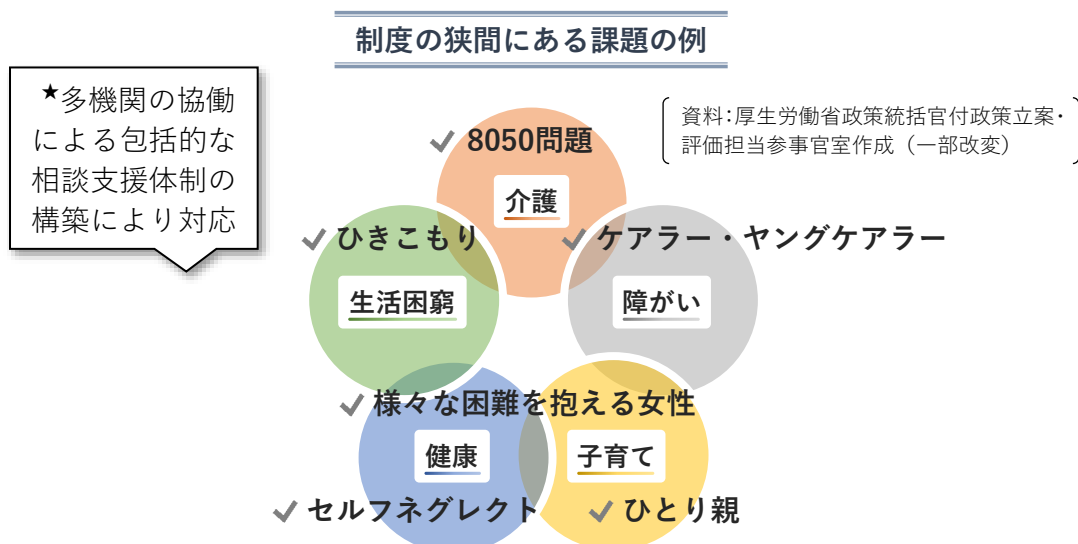 制度の狭間にある課題の例
★多機関の協働
による包括的な
相談支援体制の
構築により対応
資料:厚生労働省政策統括官付政策立案・
評価担当参事官室作成（一部改変）
✓ 8050問題
介護
✓ ひきこもり
✓ ケアラー・ヤングケアラー
生活困窮
障がい
✓ 様々な困難を抱える女性
健康
子育て
✓ セルフネグレクト
✓ ひとり親